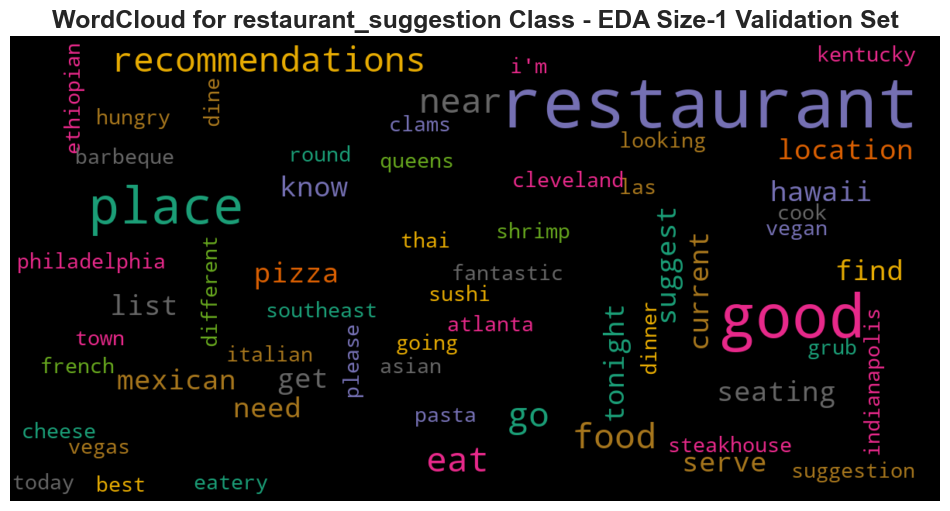 WordCloud for restaurant_suggestion Class - EDA Size-1 Validation Set
ethiopian
recommendations
i'm
kentucky
hungry
dine
near
restaurant
clams
looking
barbeque
round
queens
location
know
cleveland
las
hawaii
cook
vegan
place
thai
shrimp
suggest
philadelphia
different
pizza
fantastic
current
find
list
southeast
sushi
good
town
please
going
atlanta
tonight
dinner
grub
indianapolis
french
italian
asian
mexican
get
seating
need
pasta
go
food
cheese
vegas
eat
steakhouse
serve
suggestion
today
best
eatery